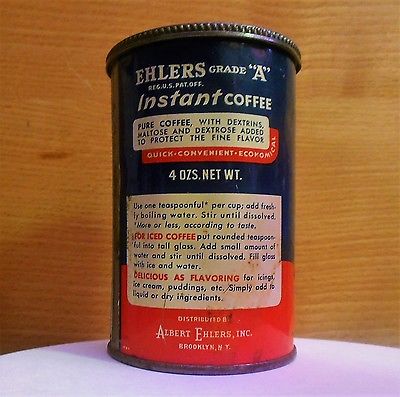 EHLERS GRADE "A"
REG.U.S.PAT.OFF.
Instant COFFEE
PURE COFFEE, WITH DEXTRINS,
MALTOSE AND DEXTROSE ADDED
TO PROTECT THE FINE FLAVOR
QUICK-CONVENIENT-ECONOMICAL
4 OZS. NET WT.
Use one teaspoonful* per cup; add fresh-
ly boiling water. Stir until dissolved.
*More or less, according to taste.
FOR ICED COFFEE put rounded teaspoon-
ful into tall glass. Add small amount of
water and stir until dissolved. Fill glass
with ice and water.
DELICIOUS AS FLAVORING for icings,
ice cream, puddings, etc. Simply add to
liquid or dry ingredients.
DISTRIBUTED B
ALBERT EHLERS, INC.
BROOKLYN, N.Y.